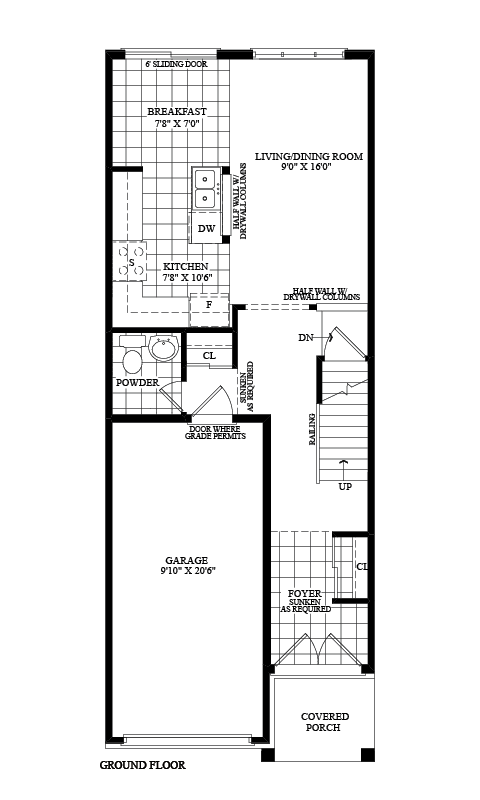 6' SLIDING DOOR
BREAKFAST
7'8" X 7'0"
LIVING/DINING ROOM
9'0" X 16'0"
HALF WALL W/
DRYWALL COLUMNS
DW
S
KITCHEN
7'8" X 10'6"
F
HALF WALL W/
DRYWALL COLUMNS
DN
CL
POWDER
SUNKEN
AS REQUIRED
DOOR WHERE
GRADE PERMITS
RAILING
UP
GARAGE
9'10" X 20'6"
CL
FOYER
SUNKEN
AS REQUIRED
COVERED
PORCH
GROUND FLOOR